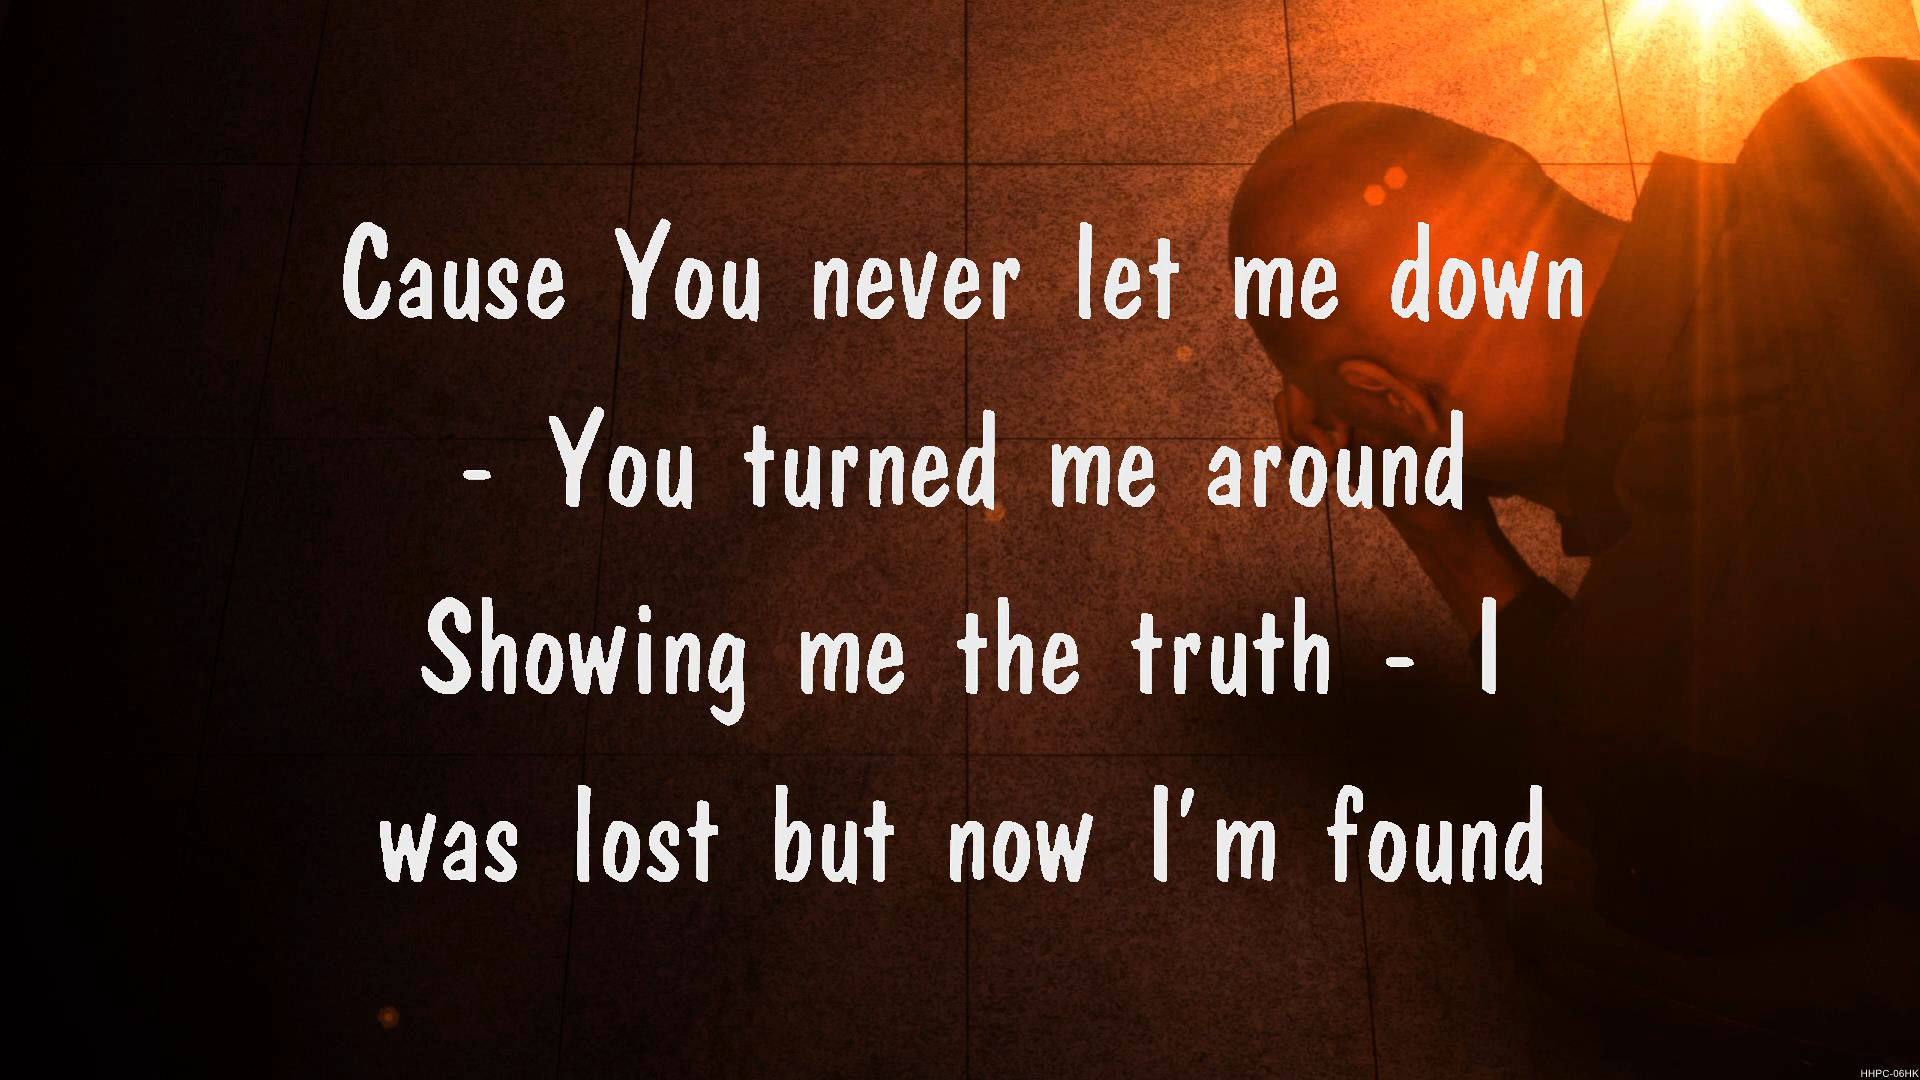 Cause You never let me down
- You turned me around
Showing me the truth - I
was lost but now I'm found
HHPC-06HK